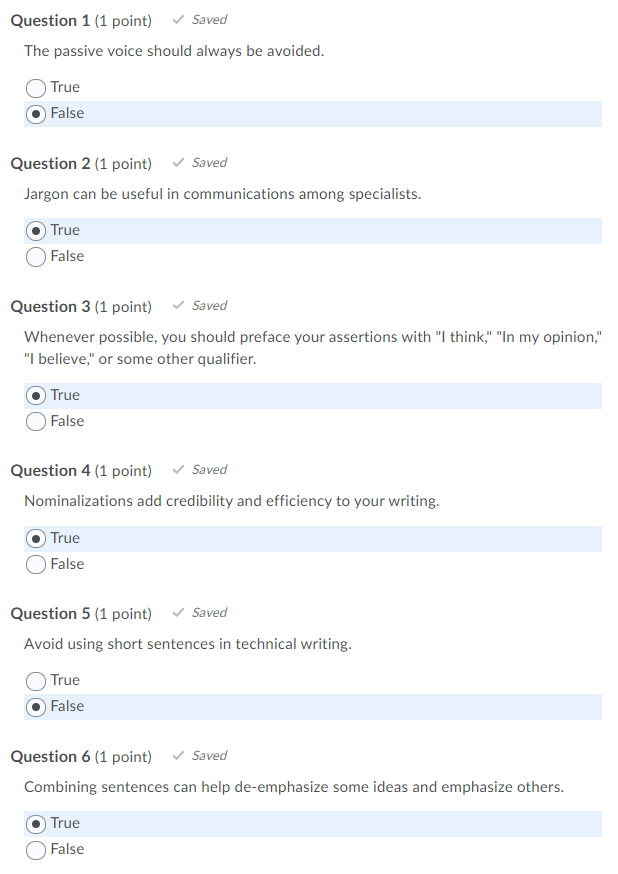 Question 1 (1 point) Saved
The passive voice should always be avoided.
True
False
Question 2 (1 point) Saved
Jargon can be useful in communications among specialists.
True
False
Question 3 (1 point) Saved
Whenever possible, you should preface your assertions with "I think," "In my opinion,"
"I believe," or some other qualifier.
True
False
Question 4 (1 point) Saved
Nominalizations add credibility and efficiency to your writing.
True
False
Question 5 (1 point) Saved
Avoid using short sentences in technical writing.
True
False
Question 6 (1 point) Saved
Combining sentences can help de-emphasize some ideas and emphasize others.
True
False